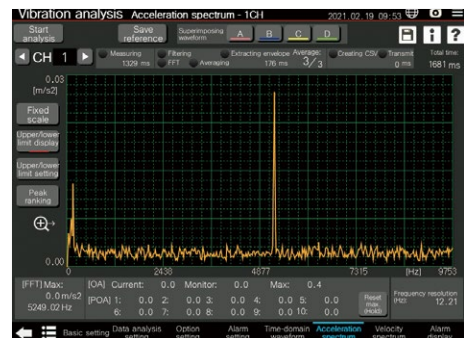 Vibration analysis Acceleration spectrum - 1CH 2021. 02. 19 09: 53
Start analysis
Save reference
Superimposing waveform
A B C D
i ?
CH 1
Measuring 1329 ms
Filtering
FFT
Averaging
Extracting envelope 176 ms
Average: 3/3
Creating CSV
Transmit 0 ms
Total time: 1681 ms
0.03
[m/s2]
Fixed scale
Upper/lower limit display
Upper/lower limit setting
Peak ranking
0.00
0 2438 4877 7315 [Hz] 9753
[FFT] Max: 0.0 m/s2 5249.02 Hz
[OA] Current: 0.0 Monitor: 0.0 Max: 0.4
[POA] 1: 0.0 2: 0.0 3: 0.0 4: 0.0 5: 0.0
6: 0.0 7: 0.0 8: 0.0 9: 0.0 10: 0.0
Reset max. (Hold)
Frequency resolution (Hz) 12.21
Basic setting
Data analysis setting
Option setting
Alarm setting
Time-domain waveform
Acceleration spectrum
Velocity spectrum
Alarm display